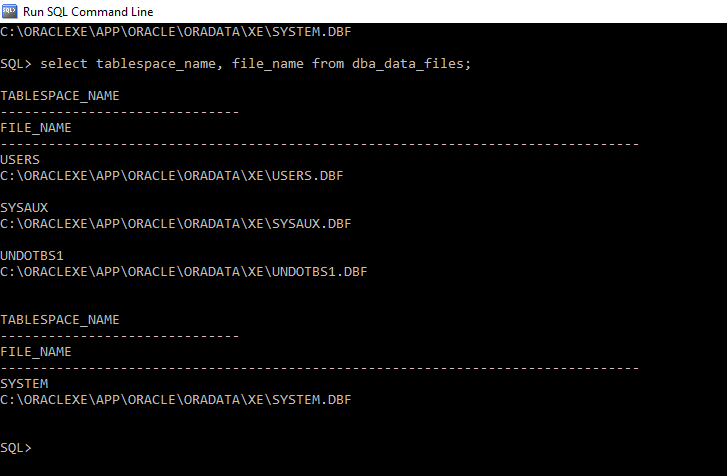 Run SQL Command Line
C:\ORACLEXE\APP\ORACLE\ORADATA\XE\SYSTEM.DBF
SQL> select tablespace_name, file_name from dba_data_files;
TABLESPACE_NAME
------------------------------
FILE_NAME
--------------------------------------------------------------------------------
USERS
C:\ORACLEXE\APP\ORACLE\ORADATA\XE\USERS.DBF
SYSAUX
C:\ORACLEXE\APP\ORACLE\ORADATA\XE\SYSAUX.DBF
UNDOTBS1
C:\ORACLEXE\APP\ORACLE\ORADATA\XE\UNDOTBS1.DBF
TABLESPACE_NAME
------------------------------
FILE_NAME
--------------------------------------------------------------------------------
SYSTEM
C:\ORACLEXE\APP\ORACLE\ORADATA\XE\SYSTEM.DBF
SQL>